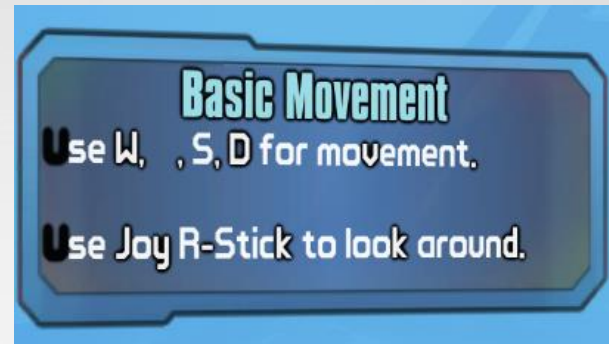 Basic Movement
Use W, , S, D for movement.
Use Joy R-Stick to look around.